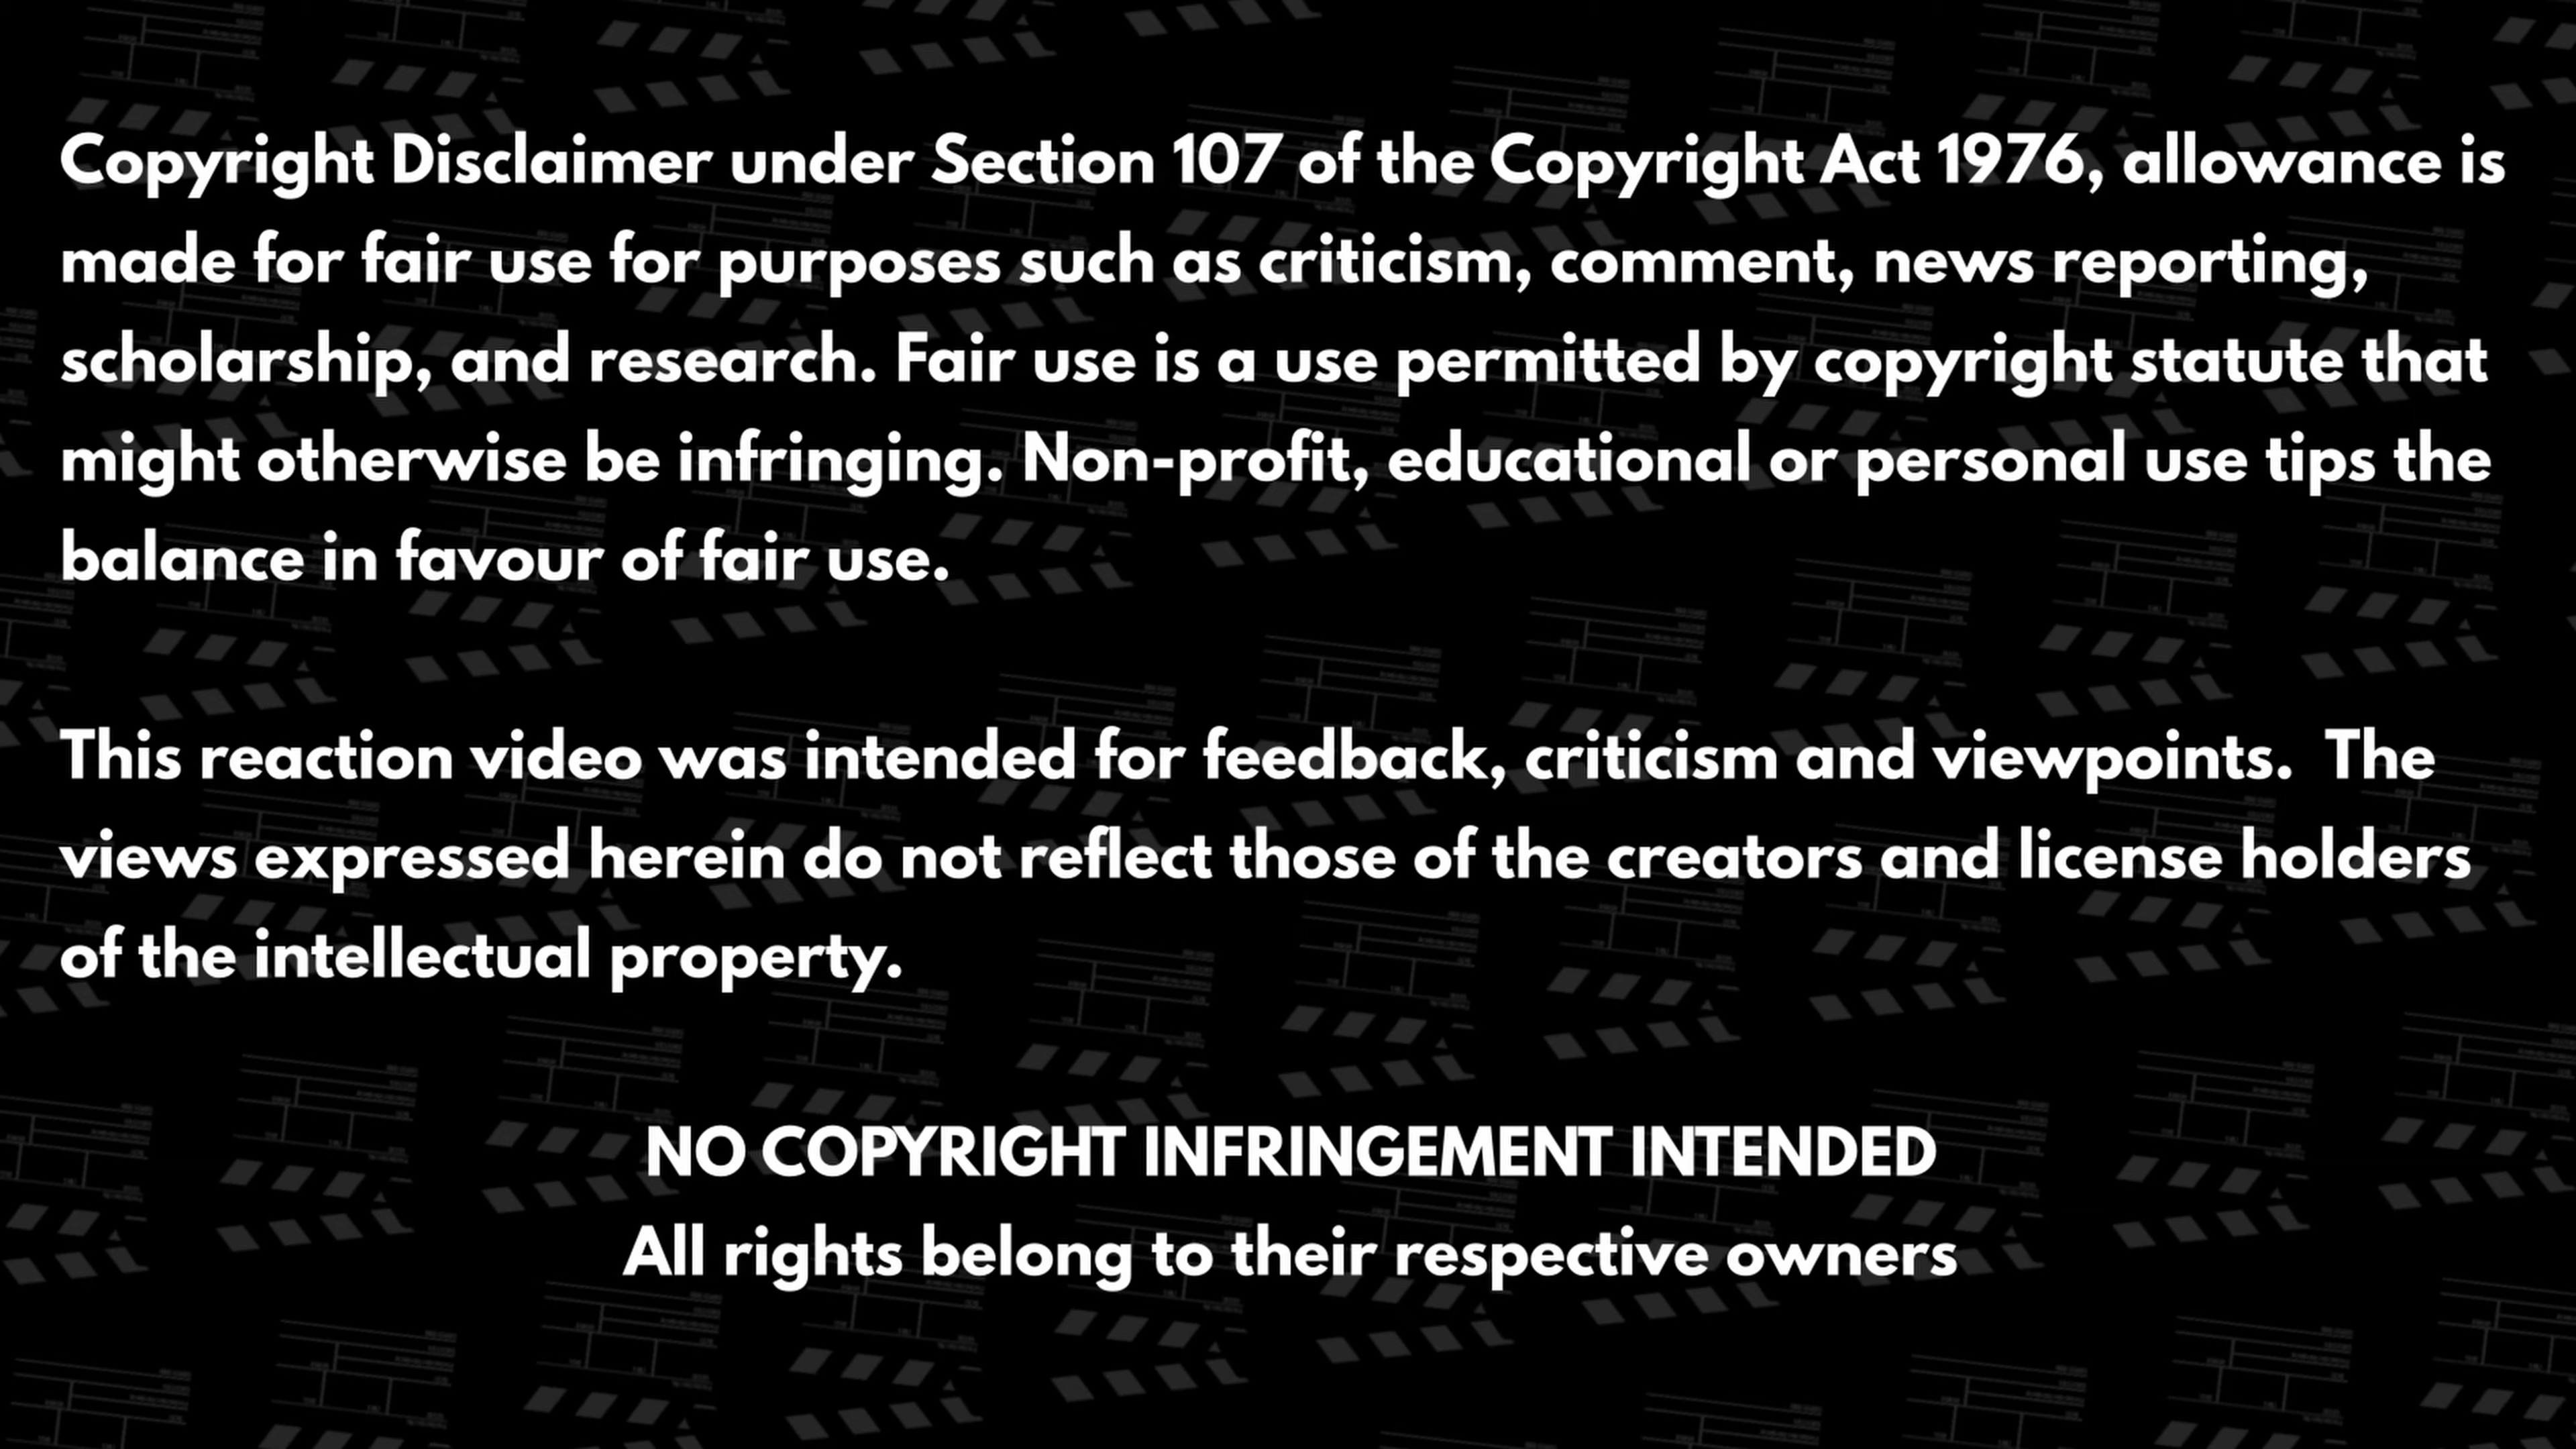 Copyright Disclaimer under Section 107 of the Copyright Act 1976, allowance is
made for fair use for purposes such as criticism, comment, news reporting,
scholarship, and research. Fair use is a use permitted by copyright statute that
might otherwise be infringing. Non-profit, educational or personal use tips the
balance in favour of fair use.
This reaction video was intended for feedback, criticism and viewpoints.  The
views expressed herein do not reflect those of the creators and license holders
of the intellectual property.
NO COPYRIGHT INFRINGEMENT INTENDED
All rights belong to their respective owners